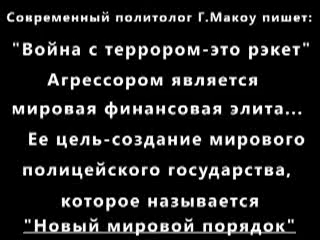 Современный политолог Г.Макоу пишет:
"Война с террором-это рэкет"
Агрессором является
мировая финансовая элита...
Ее цель-создание мирового
полицейского государства,
которое называется
"Новый мировой порядок"